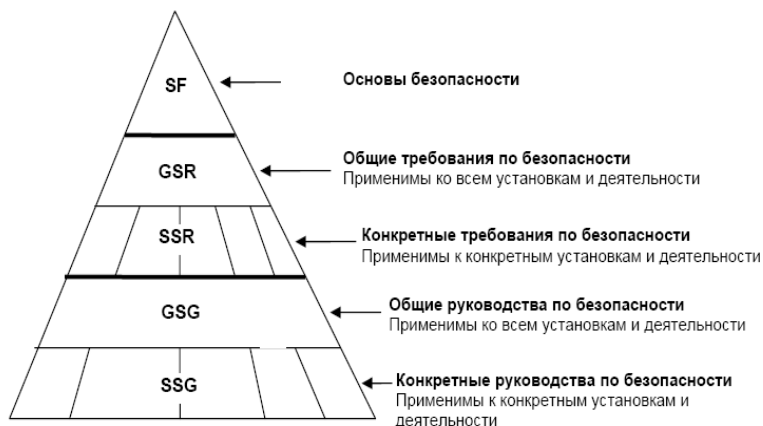 SF
Основы безопасности
GSR
Общие требования по безопасности
Применимы ко всем установкам и деятельности
SSR
Конкретные требования по безопасности
Применимы к конкретным установкам и деятельности
GSG
Общие руководства по безопасности
Применимы ко всем установкам и деятельности
SSG
Конкретные руководства по безопасности
Применимы к конкретным установкам и
деятельности